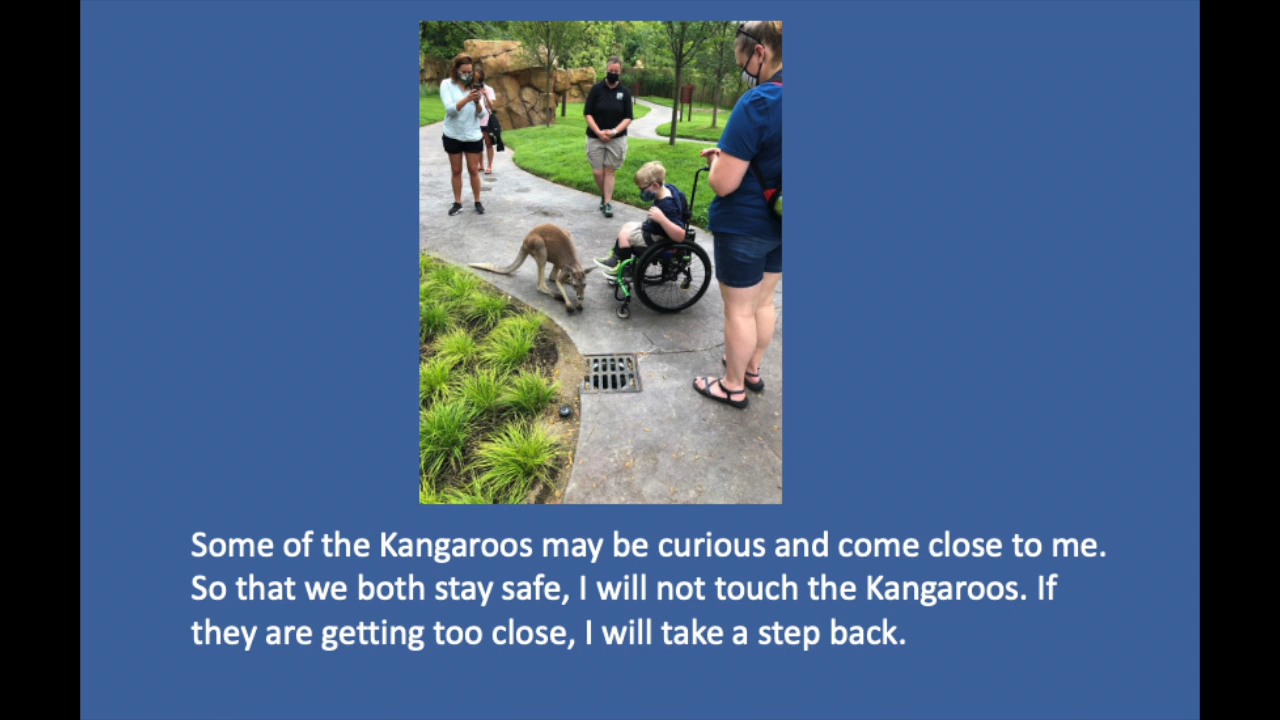 Some of the Kangaroos may be curious and come close to me.
So that we both stay safe, I will not touch the Kangaroos. If
they are getting too close, I will take a step back.